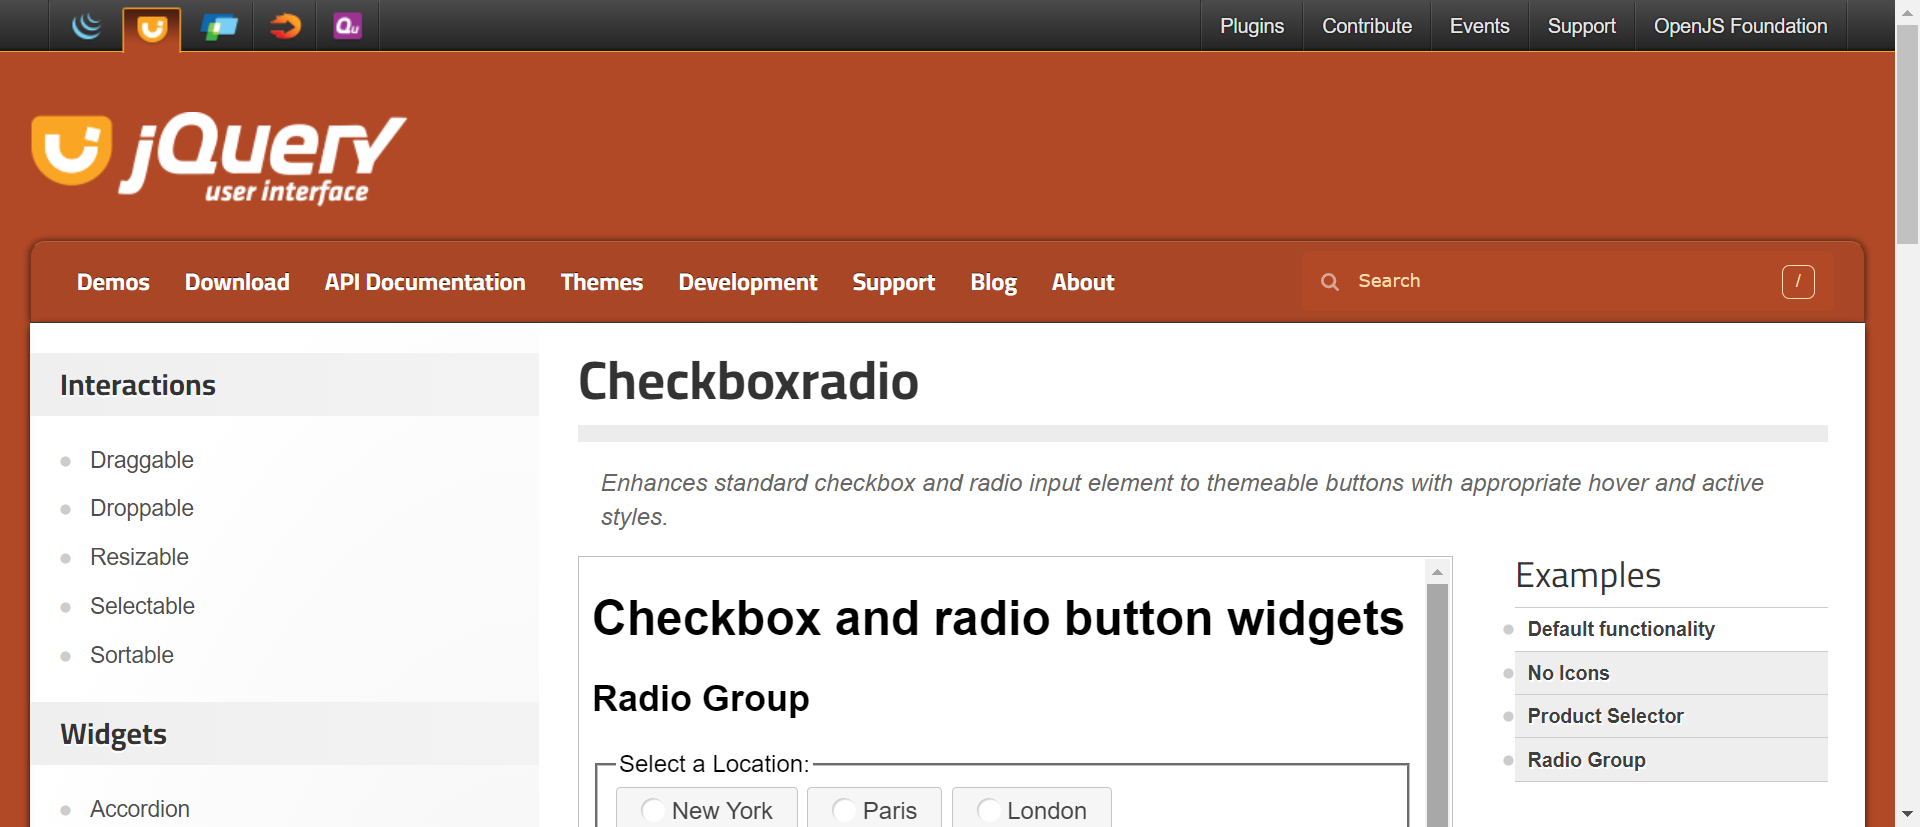 Qu
Plugins Contribute Events Support OpenJS Foundation
jQuery
user interface
Demos Download API Documentation Themes Development Support Blog About Search /
Interactions
Draggable
Droppable
Resizable
Selectable
Sortable
Widgets
Accordion
Checkboxradio
Enhances standard checkbox and radio input element to themeable buttons with appropriate hover and active
styles.
Checkbox and radio button widgets
Radio Group
Select a Location:
New York Paris London
Examples
Default functionality
No Icons
Product Selector
Radio Group